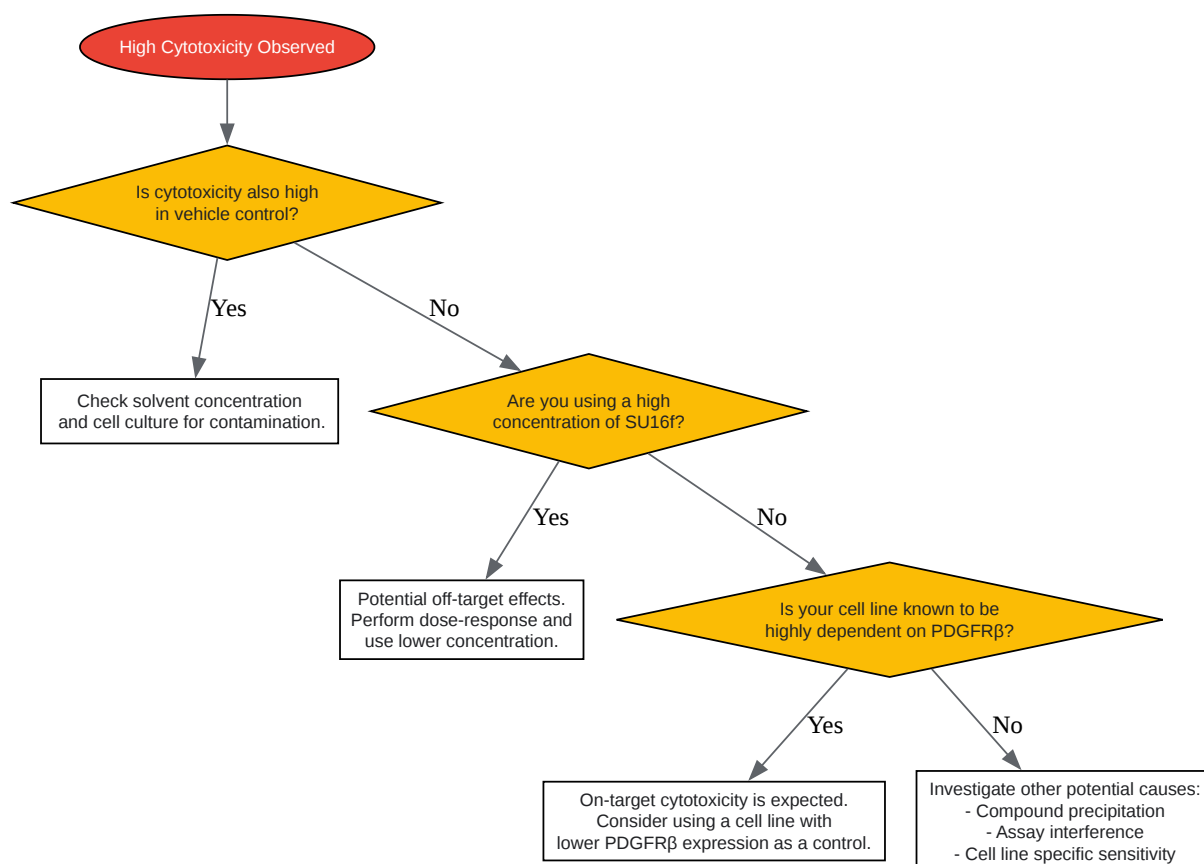 High Cytotoxicity Observed
Is cytotoxicity also high
in vehicle control?
Yes
No
Check solvent concentration
and cell culture for contamination.
Are you using a high
concentration of SU16f?
Yes
No
Potential off-target effects.
Perform dose-response and
use lower concentration.
Is your cell line known to be
highly dependent on PDGFRβ?
Yes
No
On-target cytotoxicity is expected.
Consider using a cell line with
lower PDGFRβ expression as a control.
Investigate other potential causes:
- Compound precipitation
- Assay interference
- Cell line specific sensitivity